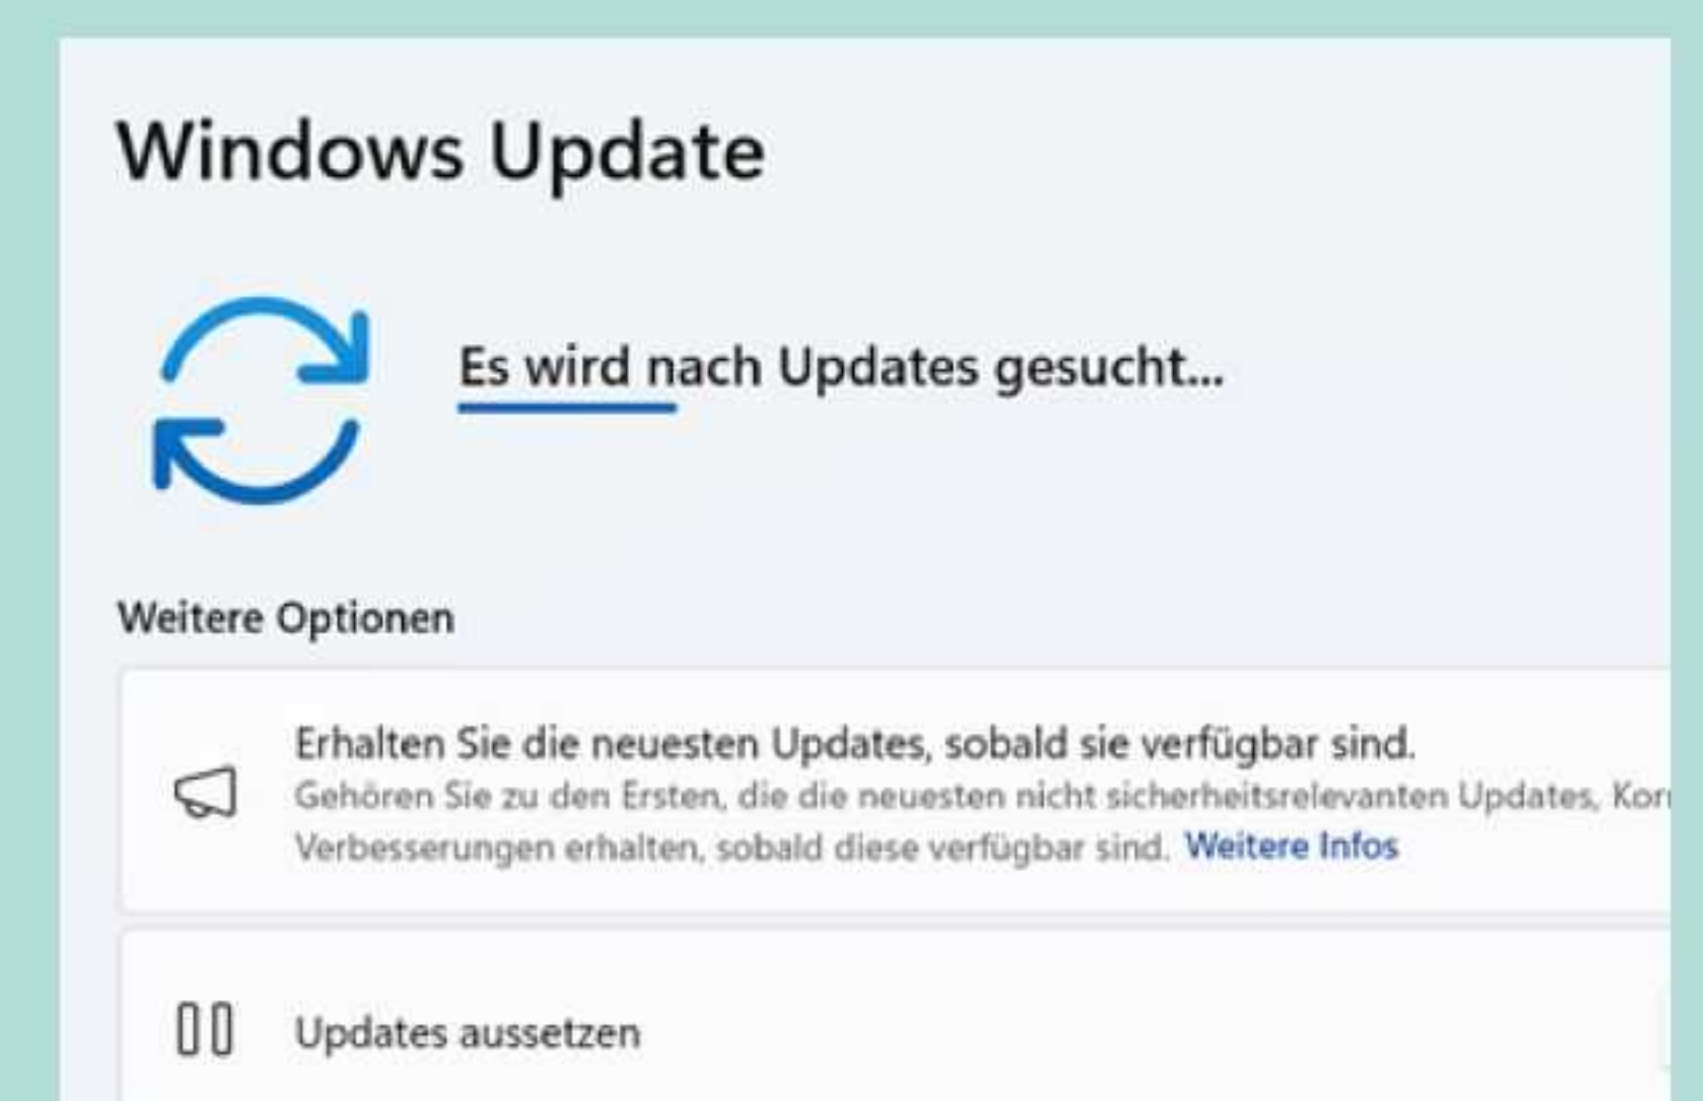 Windows Update
Es wird nach Updates gesucht...
Weitere Optionen
Erhalten Sie die neuesten Updates, sobald sie verfügbar sind.
Gehören Sie zu den Ersten, die die neuesten nicht sicherheitsrelevanten Updates,
Verbesserungen erhalten, sobald diese verfügbar sind. Weitere Infos
Updates aussetzen